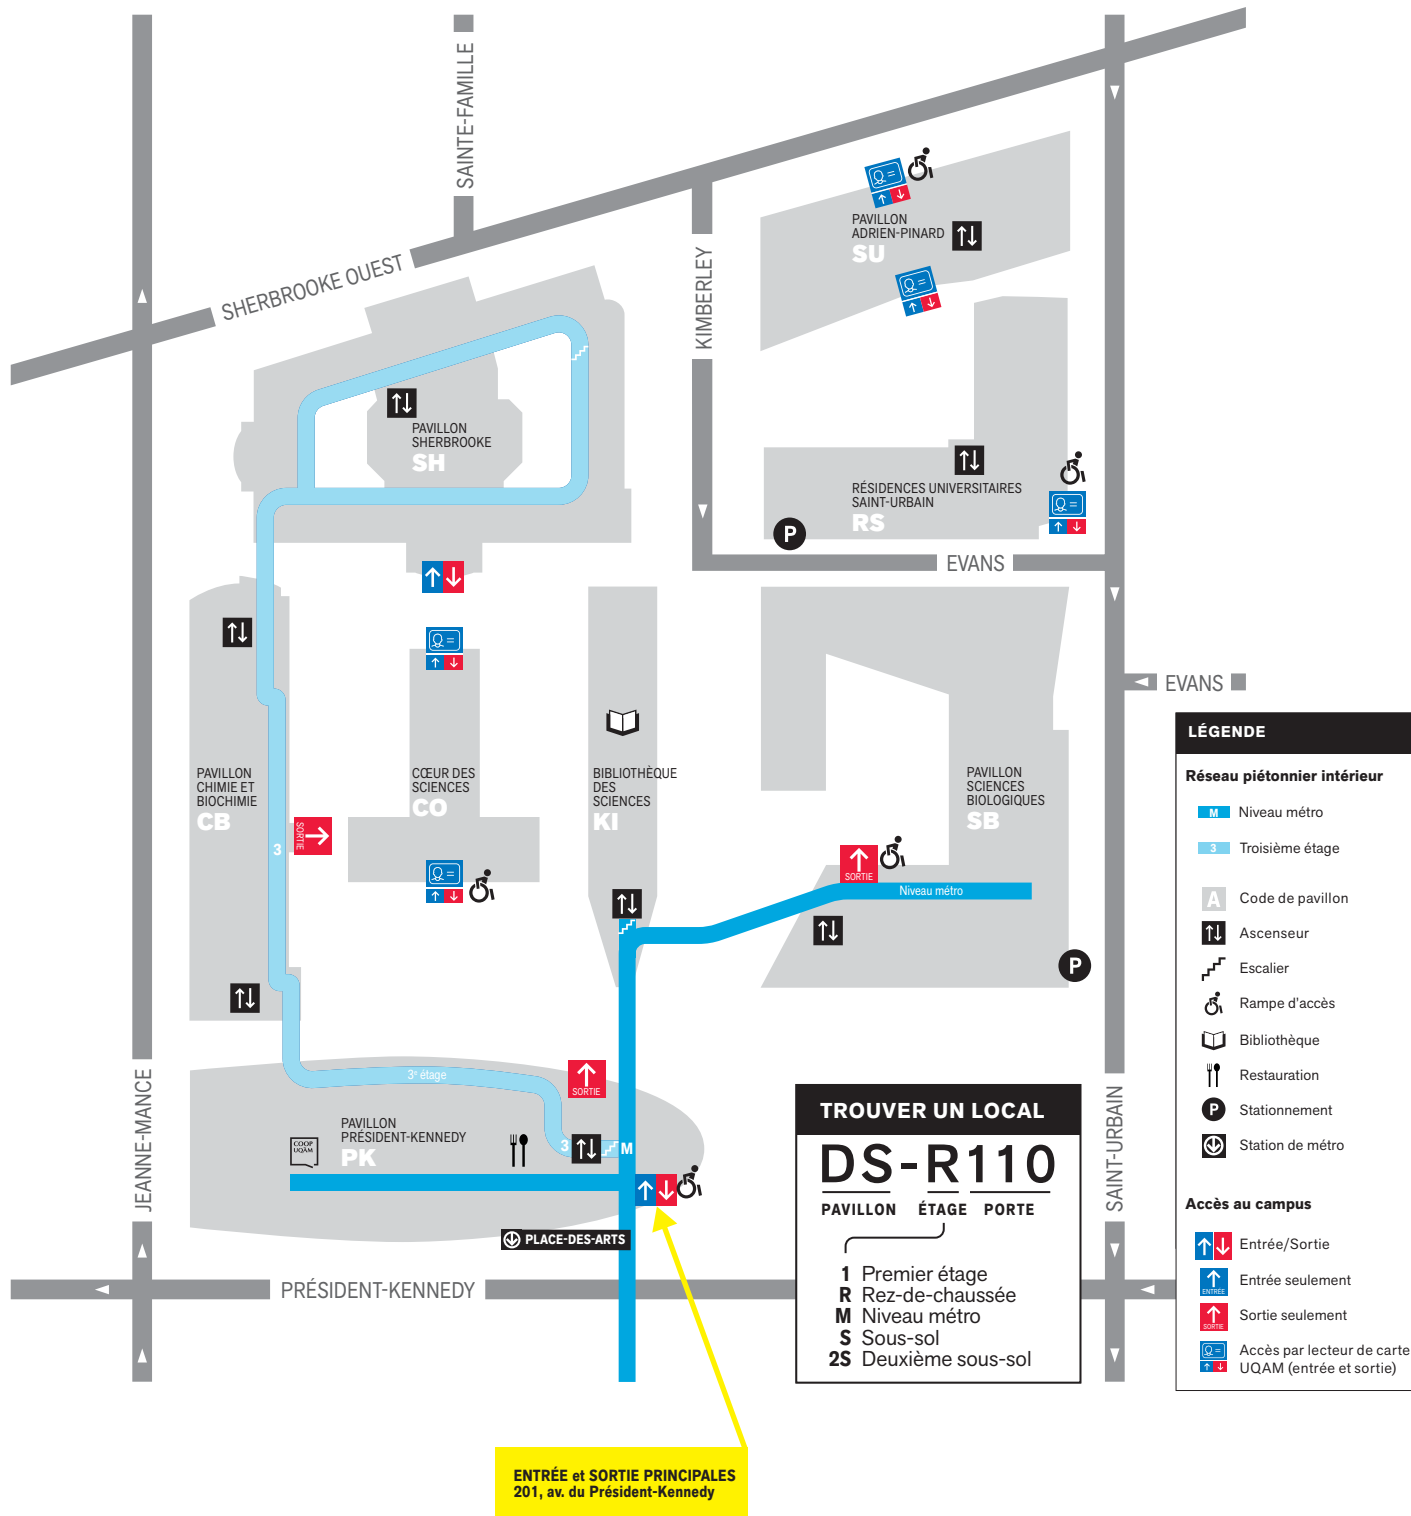 SAINTE-FAMILLE
SHERBROOKE OUEST
KIMBERLEY
PAVILLON
ADRIEN-PINARD
SU
PAVILLON
SHERBROOKE
SH
RÉSIDENCES UNIVERSITAIRES
SAINT-URBAIN
RS
P
EVANS
EVANS
PAVILLON
CHIMIE ET
BIOCHIMIE
CB
SORTIE
3
CŒUR DES
SCIENCES
CO
BIBLIOTHÈQUE
DES
SCIENCES
KI
PAVILLON
SCIENCES
BIOLOGIQUES
SB
SORTIE
Niveau métro
P
3e étage
SORTIE
PAVILLON
PRÉSIDENT-KENNEDY
PK
COOP
UQÀM
3
M
PLACE-DES-ARTS
JEANNE-MANCE
PRÉSIDENT-KENNEDY
SAINT-URBAIN
ENTRÉE et SORTIE PRINCIPALES
201, av. du Président-Kennedy
TROUVER UN LOCAL
DS-R110
PAVILLON ÉTAGE PORTE
1 Premier étage
R Rez-de-chaussée
M Niveau métro
S Sous-sol
2S Deuxième sous-sol
LÉGENDE
Réseau piétonnier intérieur
M Niveau métro
3 Troisième étage
A Code de pavillon
Ascenseur
Escalier
Rampe d'accès
Bibliothèque
Restauration
P Stationnement
Station de métro
Accès au campus
Entrée/Sortie
ENTRÉE Entrée seulement
SORTIE Sortie seulement
Accès par lecteur de carte
UQAM (entrée et sortie)